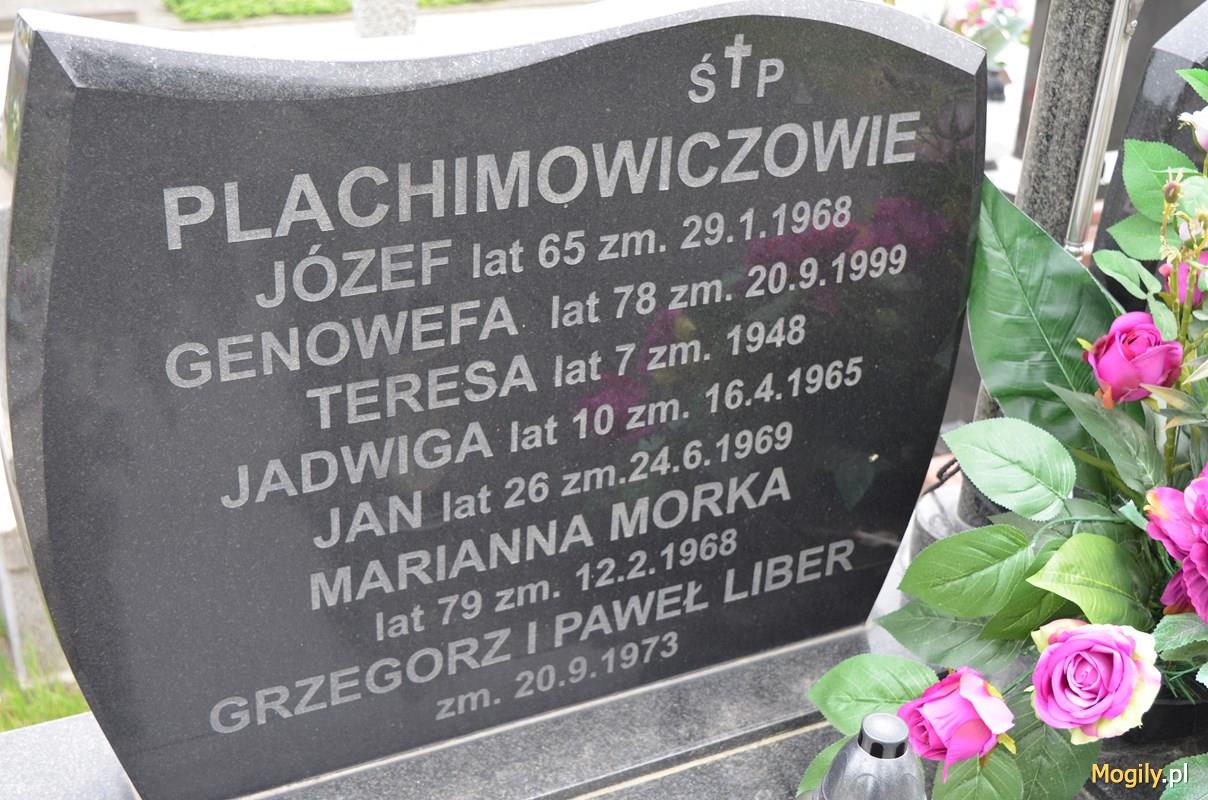 Ś†P
PLACHIMOWICZOWIE
JÓZEF lat 65 zm. 29.1.1968
GENOWEFA lat 78 zm. 20.9.1999
TERESA lat 7 zm. 1948
JADWIGA lat 10 zm. 16.4.1965
JAN lat 26 zm.24.6.1969
MARIANNA MORKA
lat 79 zm. 12.2.1968
GRZEGORZ I PAWEŁ LIBER
zm. 20.9.1973
Mogily.pl